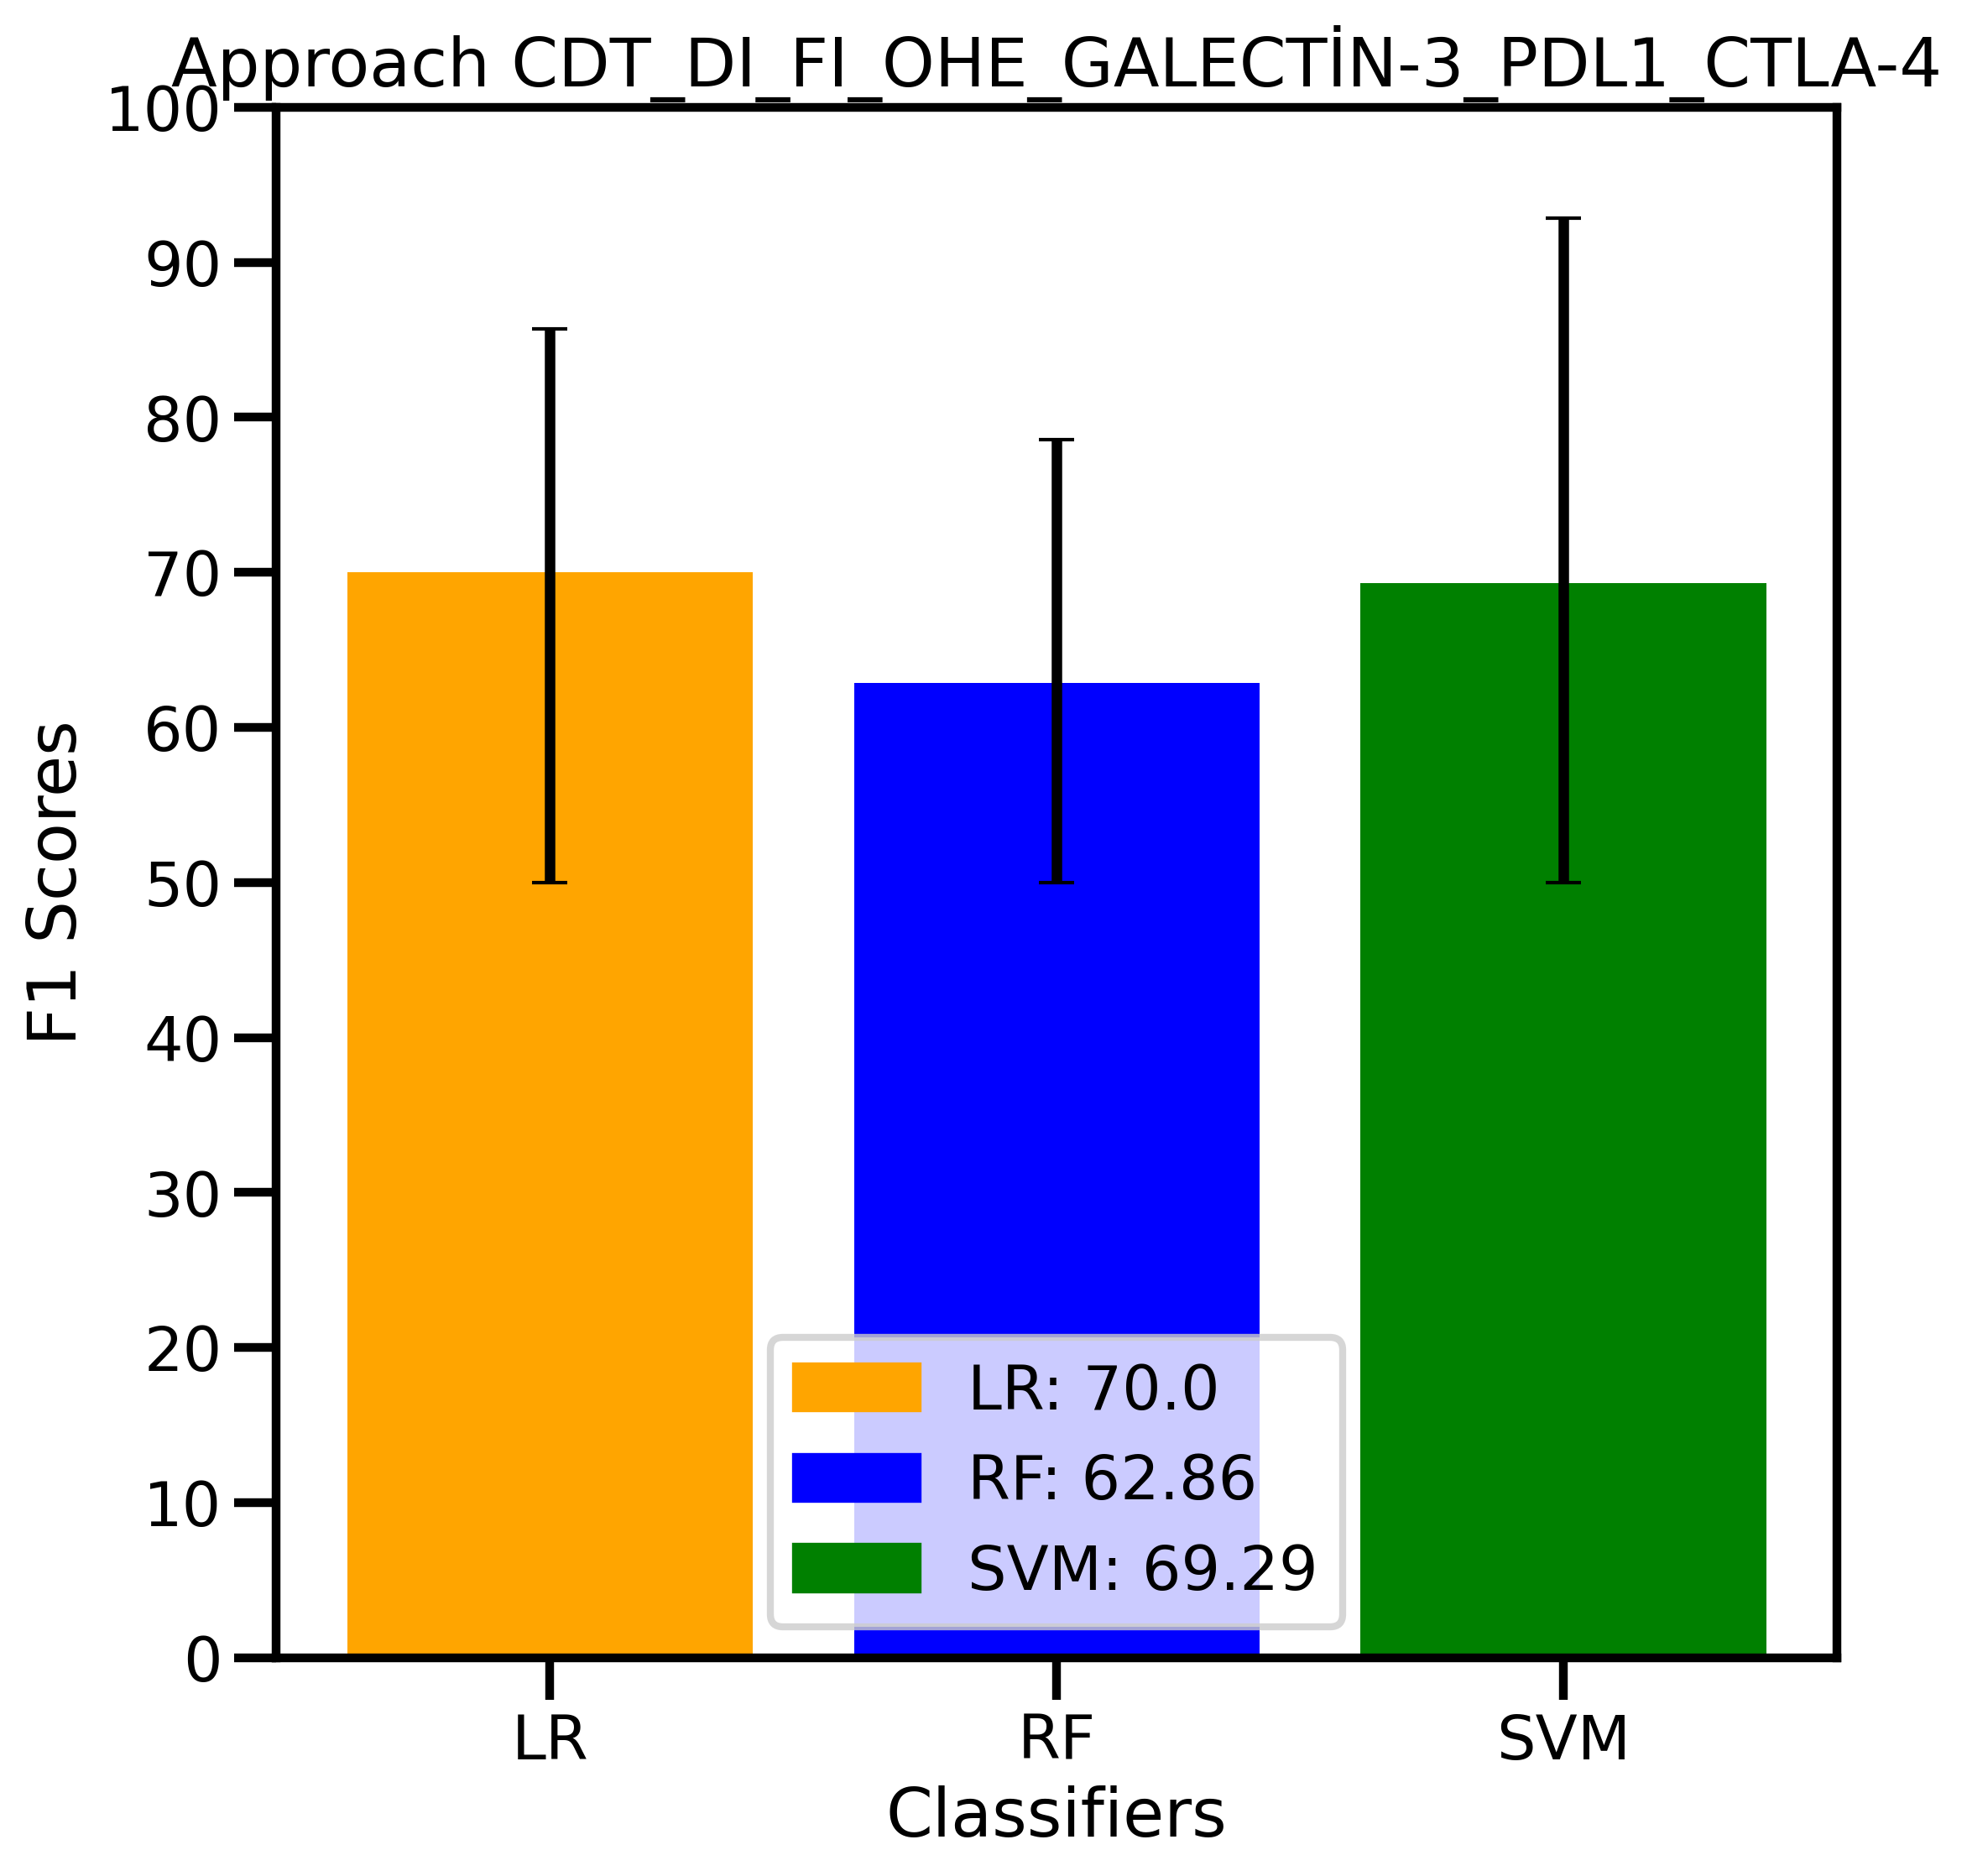 Approach CDT_DI_FI_OHE_GALECTİN-3_PDL1_CTLA-4
100
90
80
70
60
50
40
30
20
10
0
F1 Scores
LR: 70.0
RF: 62.86
SVM: 69.29
LR
RF
SVM
Classifiers